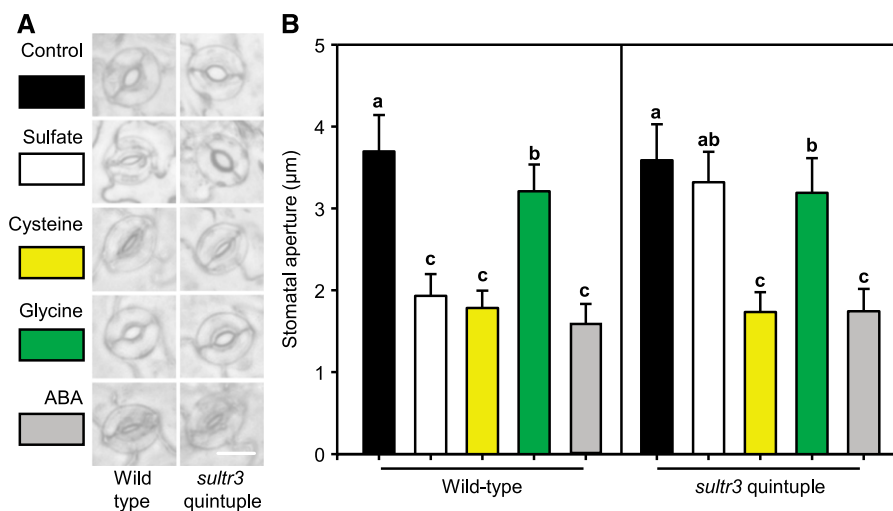 A
Control
Sulfate
Cysteine
Glycine
ABA
Wild
type
sultr3
quintuple
B
Stomatal aperture (μm)
5
4
3
2
1
0
a
c
c
b
c
a
ab
c
b
c
Wild-type
sultr3 quintuple